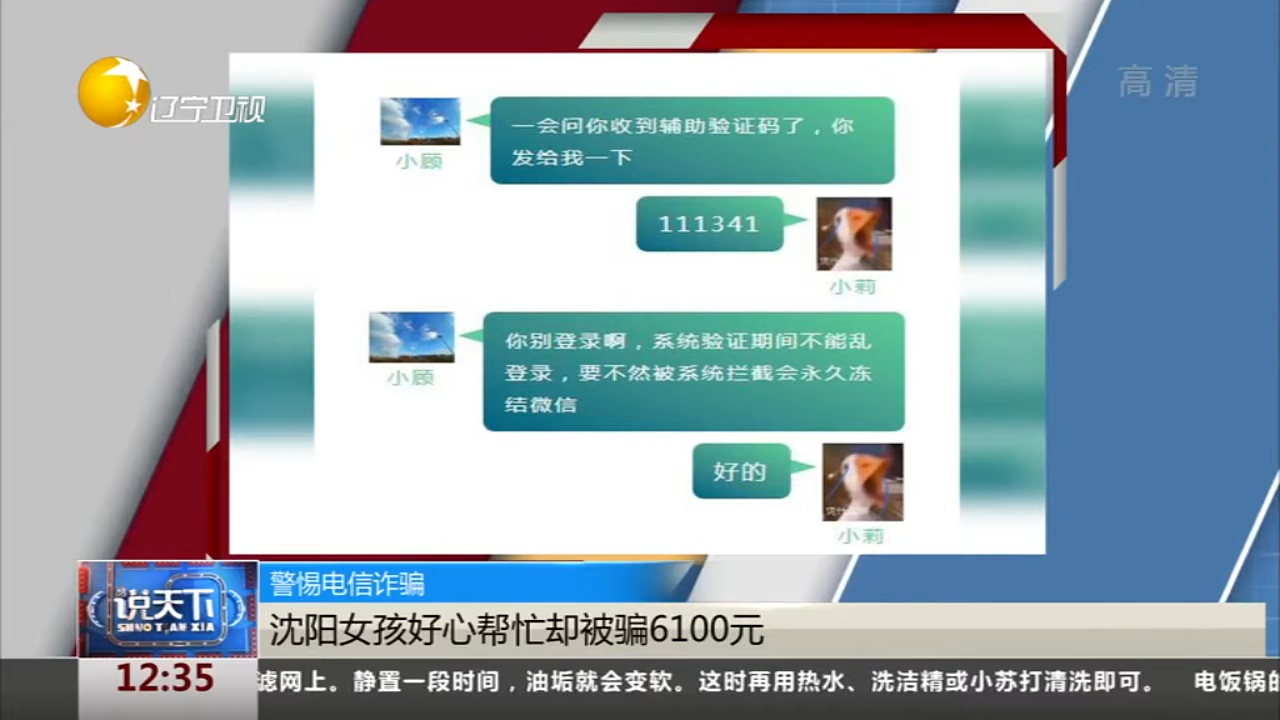 辽宁卫视
高清
一会问你收到辅助验证码了，你
发给我一下
小顾
111341
小莉
你别登录啊，系统验证期间不能乱
登录，要不然被系统拦截会永久冻
结微信
小顾
好的
小莉
警惕电信诈骗
说天下
SHUO TIAN XIA
沈阳女孩好心帮忙却被骗6100元
12:35
滤网上。静置一段时间，油垢就会变软。这时再用热水、洗洁精或小苏打清洗即可。 电饭锅的